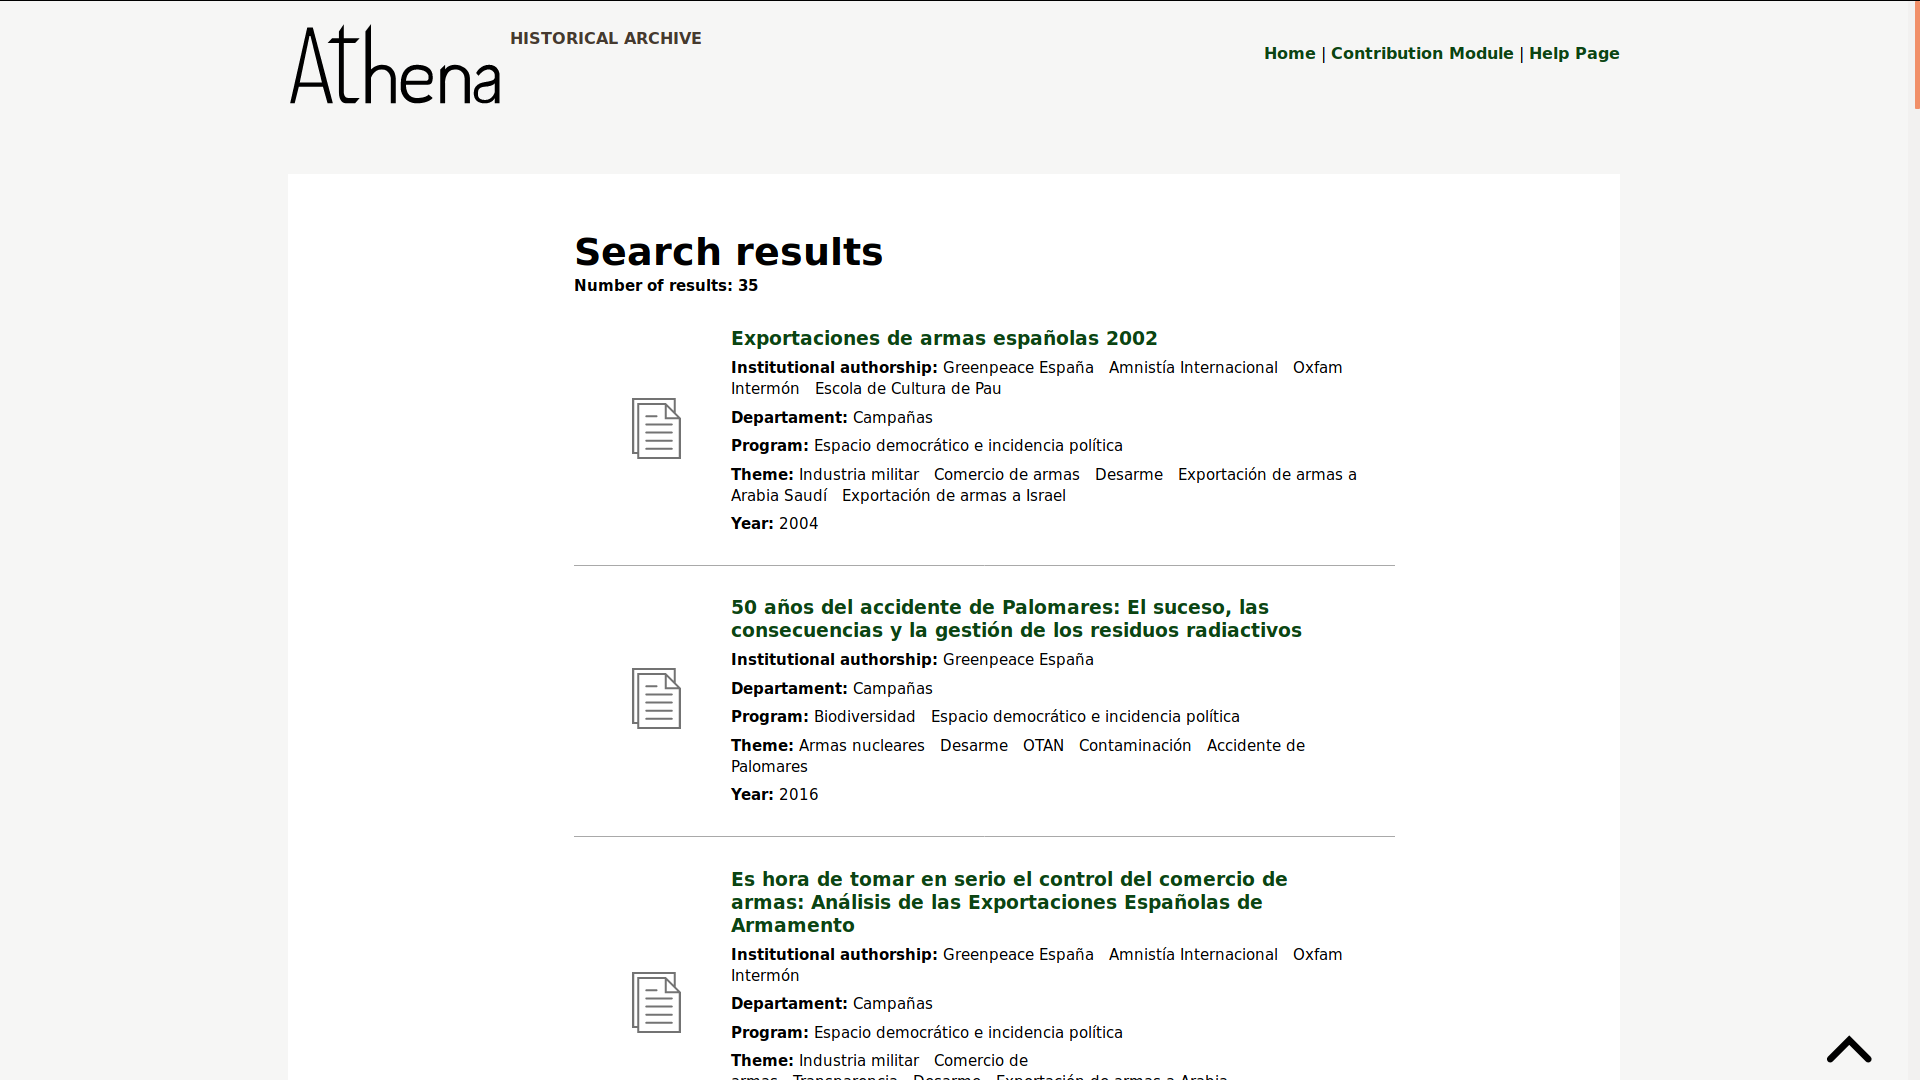 Athena
HISTORICAL ARCHIVE
Home | Contribution Module | Help Page
Search results
Number of results: 35
Exportaciones de armas españolas 2002
Institutional authorship: Greenpeace España Amnistía Internacional Oxfam
Intermón Escola de Cultura de Pau
Departament: Campañas
Program: Espacio democrático e incidencia política
Theme: Industria militar Comercio de armas Desarme Exportación de armas a
Arabia Saudí Exportación de armas a Israel
Year: 2004
50 años del accidente de Palomares: El suceso, las
consecuencias y la gestión de los residuos radiactivos
Institutional authorship: Greenpeace España
Departament: Campañas
Program: Biodiversidad Espacio democrático e incidencia política
Theme: Armas nucleares Desarme OTAN Contaminación Accidente de
Palomares
Year: 2016
Es hora de tomar en serio el control del comercio de
armas: Análisis de las Exportaciones Españolas de
Armamento
Institutional authorship: Greenpeace España Amnistía Internacional Oxfam
Intermón
Departament: Campañas
Program: Espacio democrático e incidencia política
Theme: Industria militar Comercio de
armas Transparencia Desarme Exportación de armas a Arabia